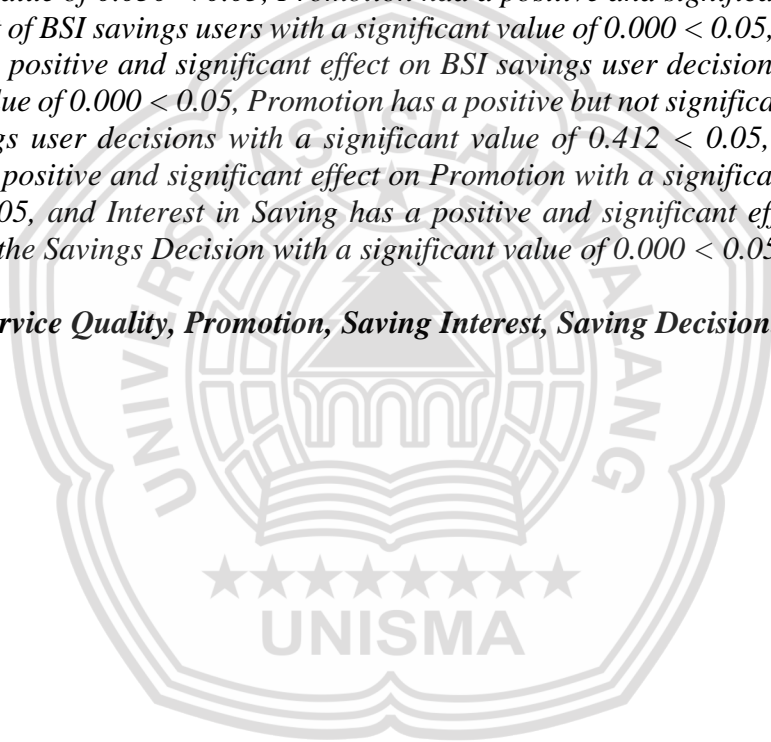 t of BSI savings users with a significant value of 0.000 < 0.05,
positive and significant effect on BSI savings user decision
lue of 0.000 < 0.05, Promotion has a positive but not significa
gs user decisions with a significant value of 0.412 < 0.05,
positive and significant effect on Promotion with a significa
05, and Interest in Saving has a positive and significant eff
the Savings Decision with a significant value of 0.000 < 0.05
rvice Quality, Promotion, Saving Interest, Saving Decision
UNIVERSITAS ISLAM MALANG
UNISMA